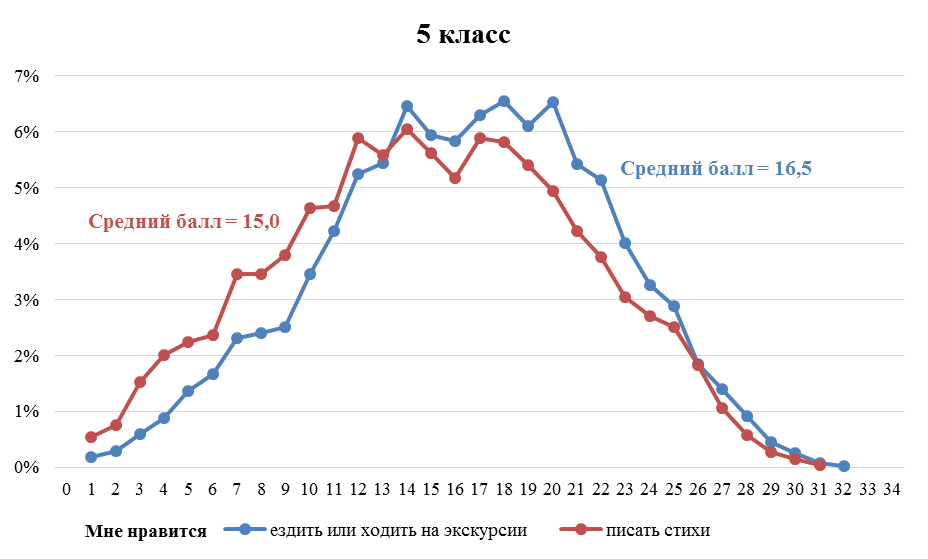 5 класс
7%
6%
5%
4%
3%
2%
1%
0%
Средний балл = 16,5
Средний балл = 15,0
0 1 2 3 4 5 6 7 8 9 10 11 12 13 14 15 16 17 18 19 20 21 22 23 24 25 26 27 28 29 30 31 32 33 34
Мне нравится ездить или ходить на экскурсии писать стихи